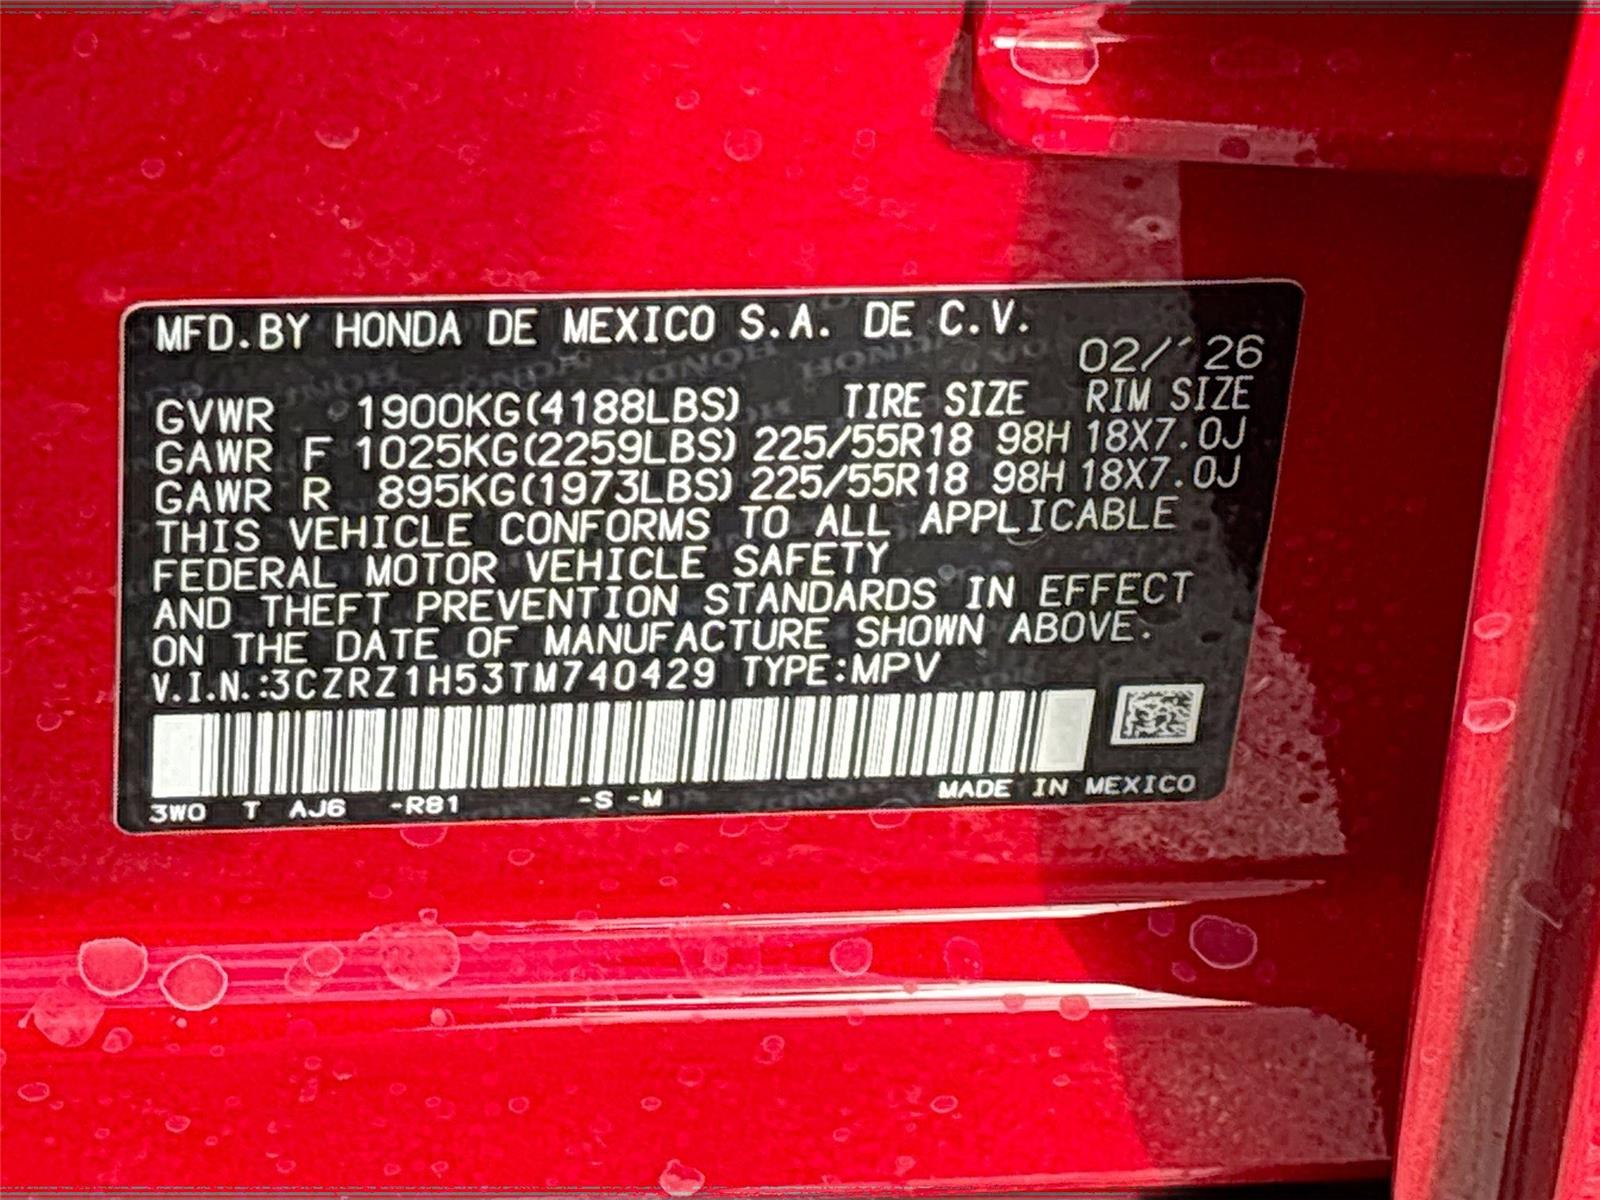 MFD.BY HONDA DE MEXICO S.A. DE C.V.
02/'26
GVWR 1900KG(4188LBS) TIRE SIZE RIM SIZE
GAWR F 1025KG(2259LBS) 225/55R18 98H 18X7.0J
GAWR R 895KG(1973LBS) 225/55R18 98H 18X7.0J
THIS VEHICLE CONFORMS TO ALL APPLICABLE
FEDERAL MOTOR VEHICLE SAFETY
AND THEFT PREVENTION STANDARDS IN EFFECT
ON THE DATE OF MANUFACTURE SHOWN ABOVE.
V.I.N.:3CZRZ1H53TM740429 TYPE:MPV
3W0 T AJ6 -R81 -S -M MADE IN MEXICO